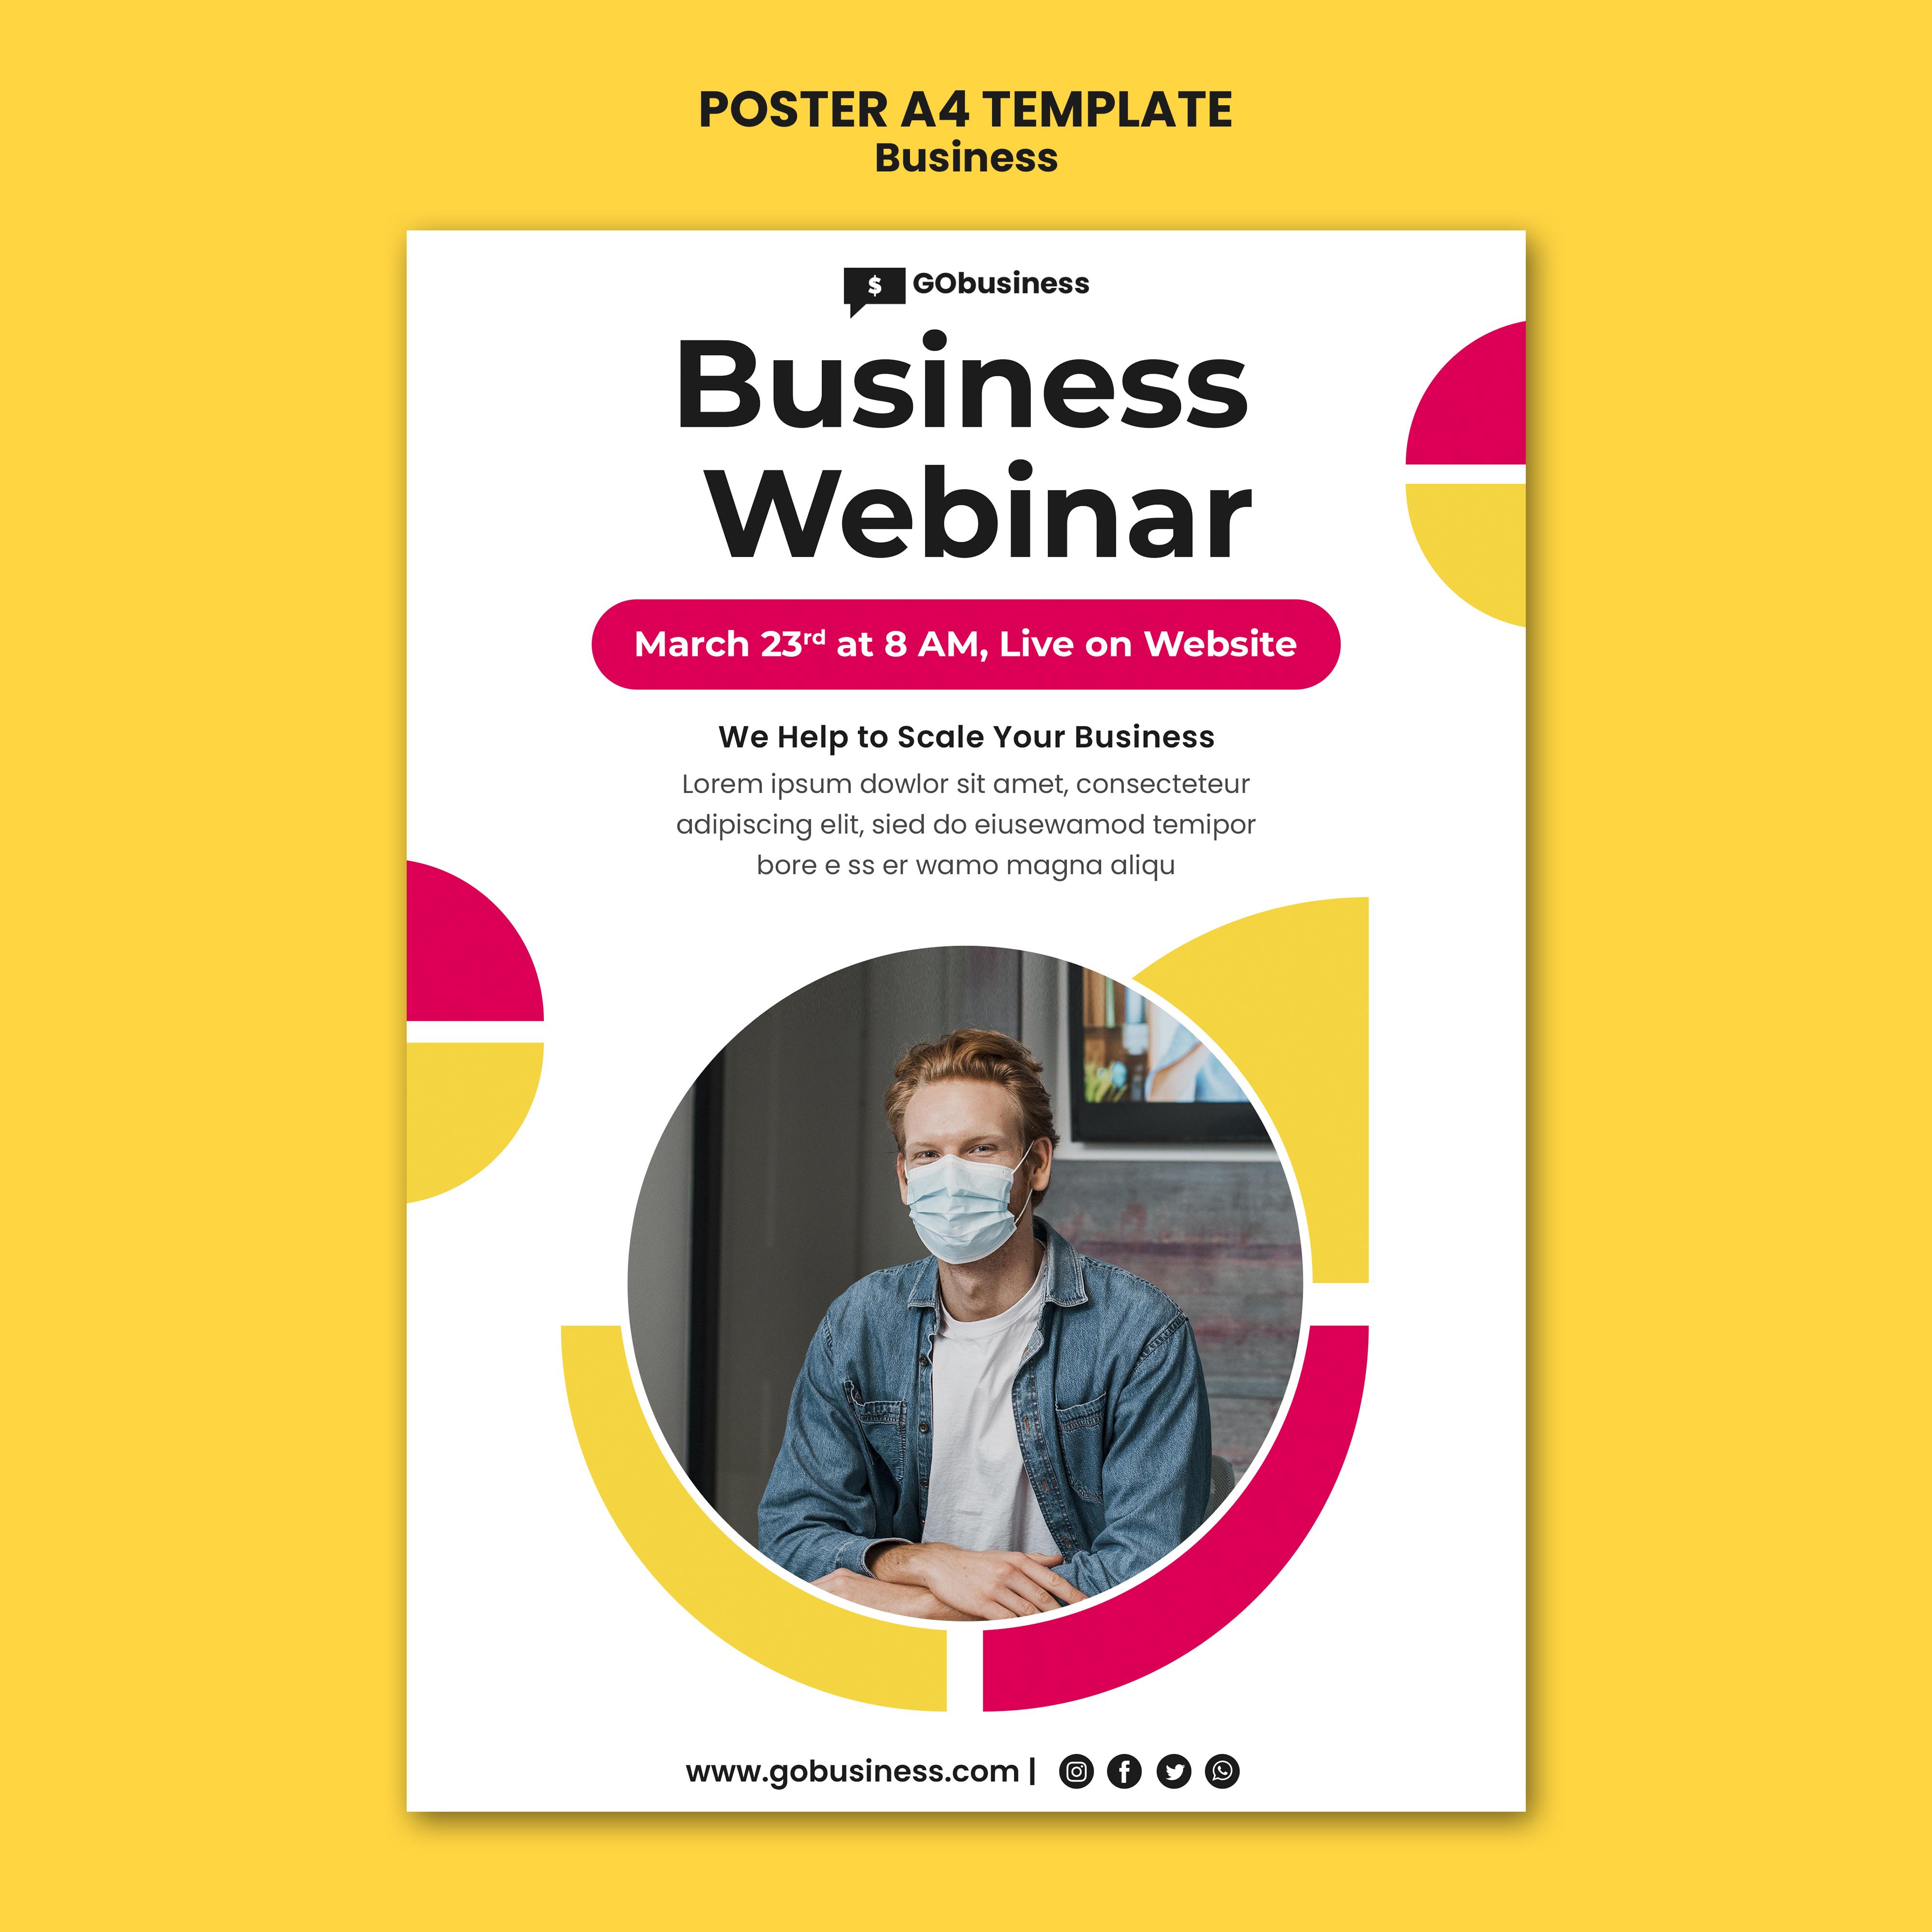 POSTER A4 TEMPLATE
Business
$ GObusiness
Business
Webinar
March 23rd at 8 AM, Live on Website
We Help to Scale Your Business
Lorem ipsum dowlor sit amet, consecteteur
adipiscing elit, sied do eiusewamod temipor
bore e ss er wamo magna aliqu
www.gobusiness.com |